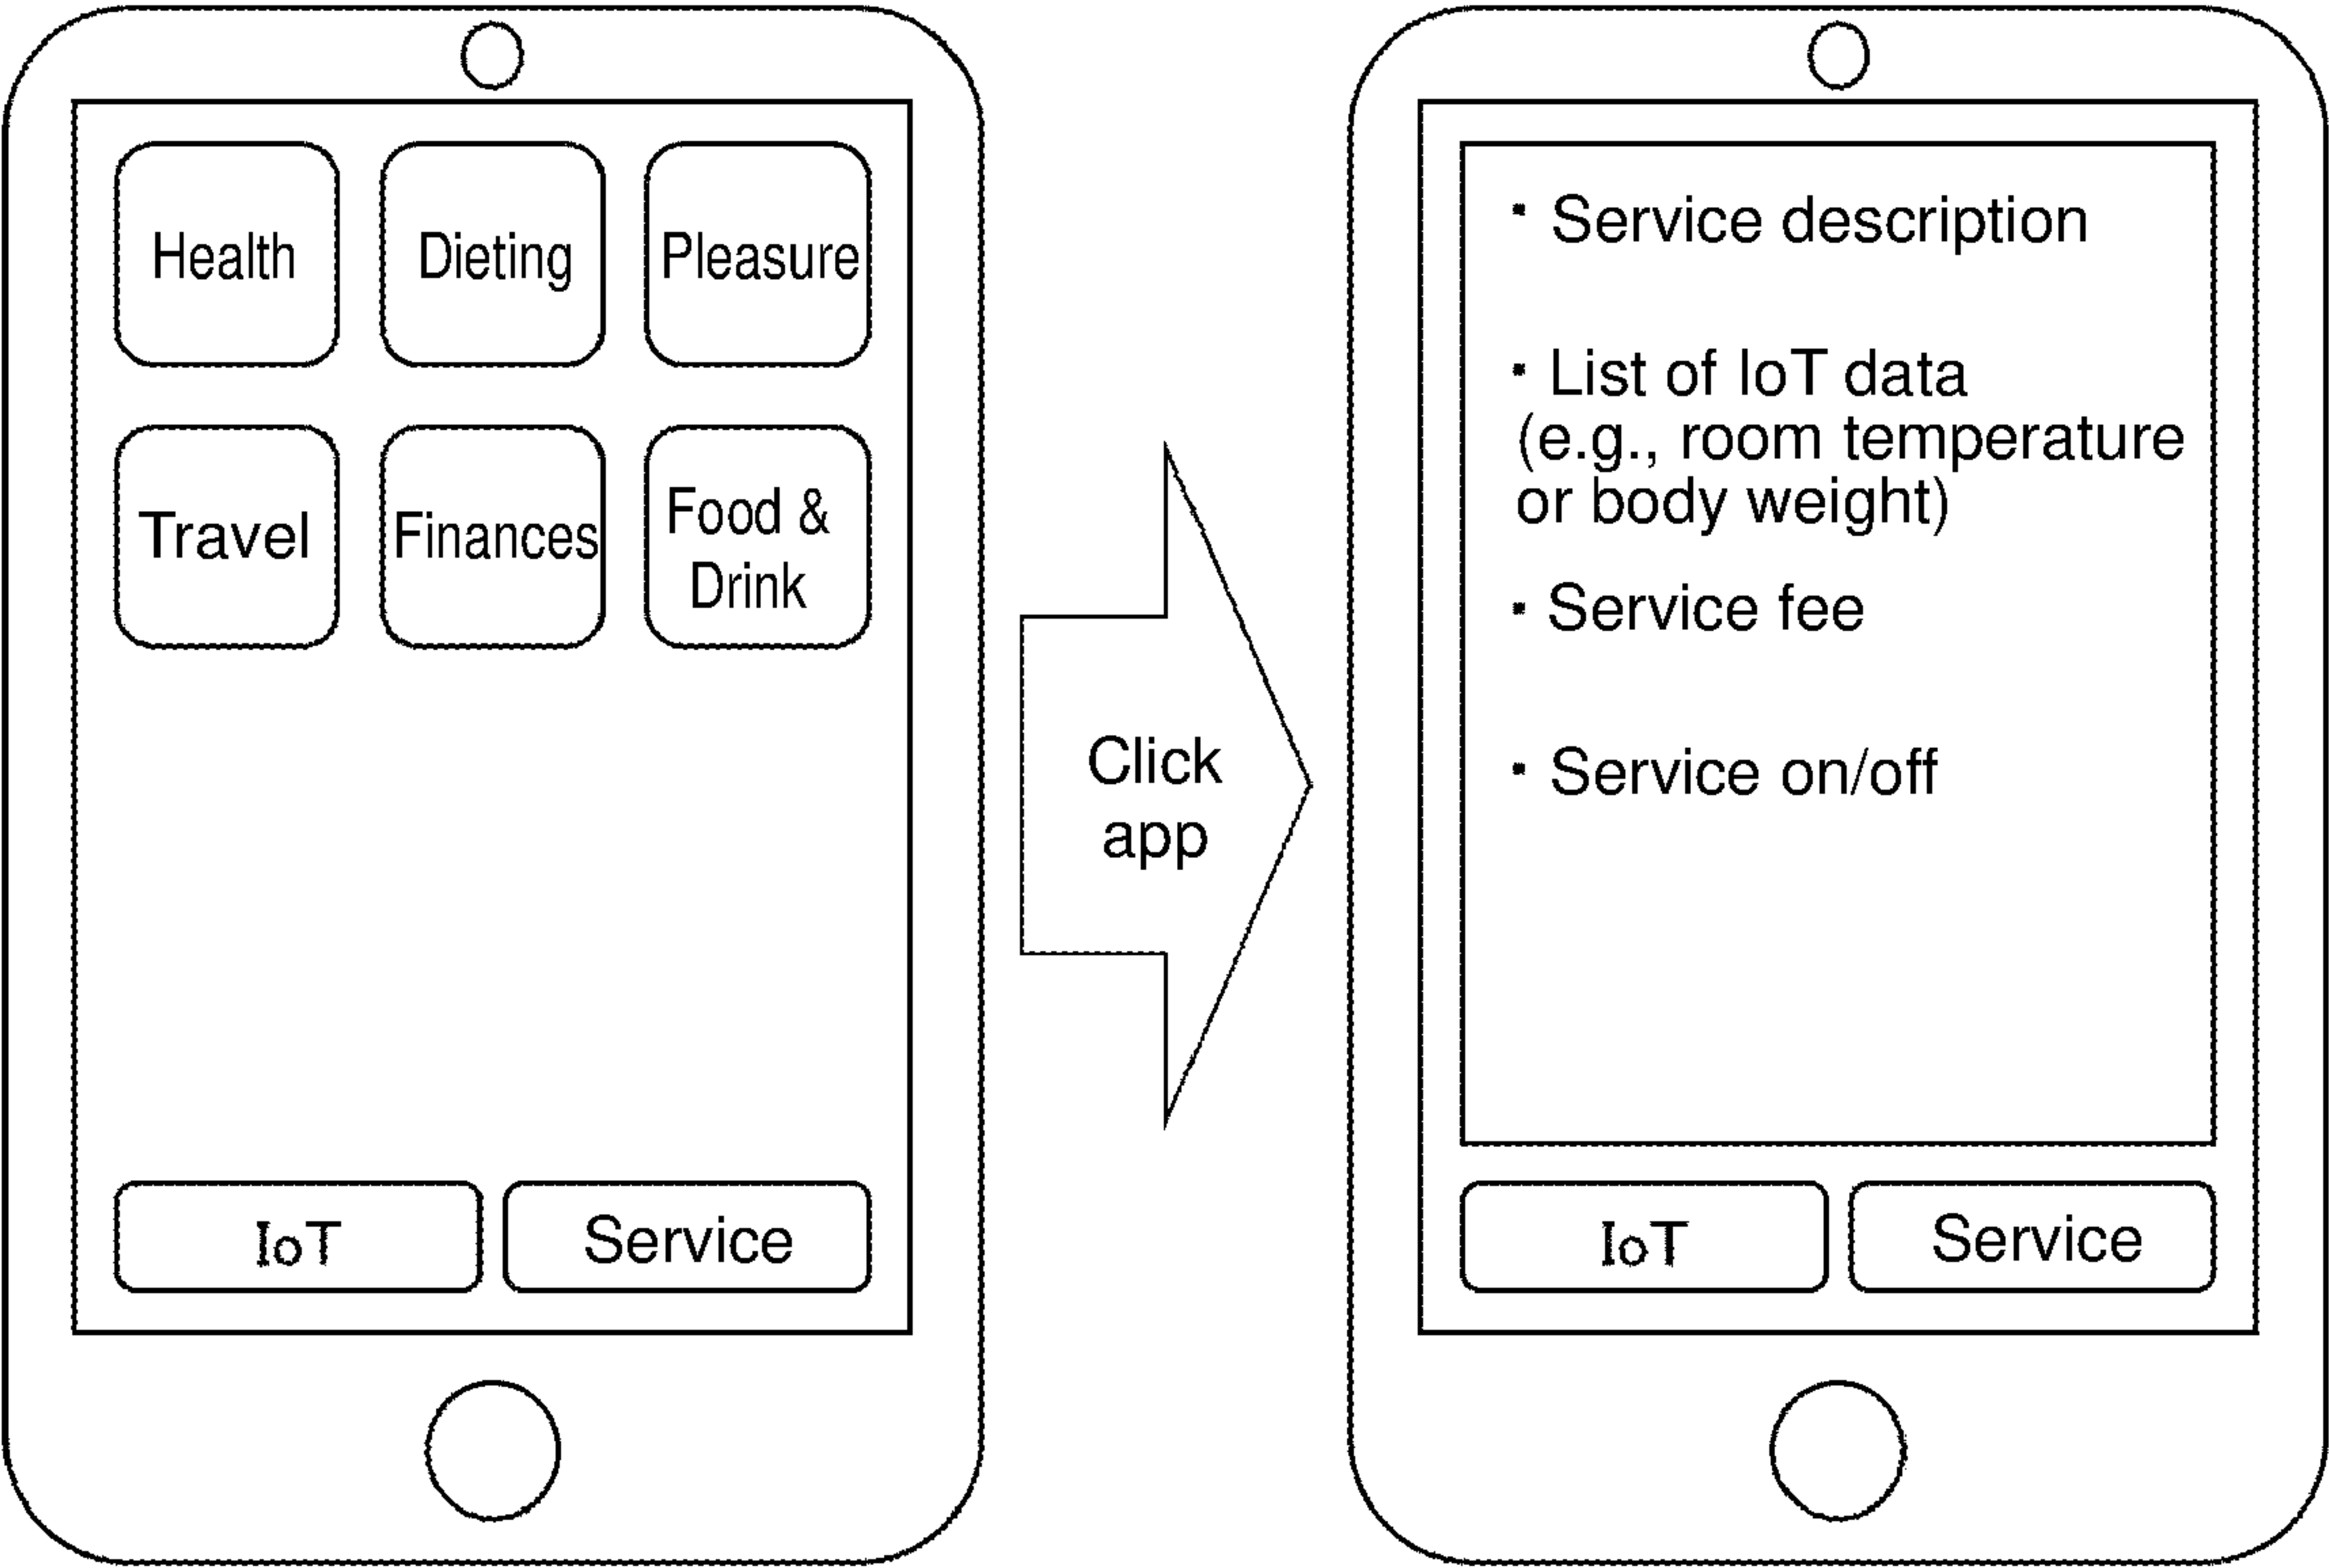 Health
Dieting
Pleasure
Travel
Finances
Food &
Drink
IoT
Service
Click
app
· Service description
· List of IoT data
(e.g., room temperature
or body weight)
· Service fee
· Service on/off
IoT
Service